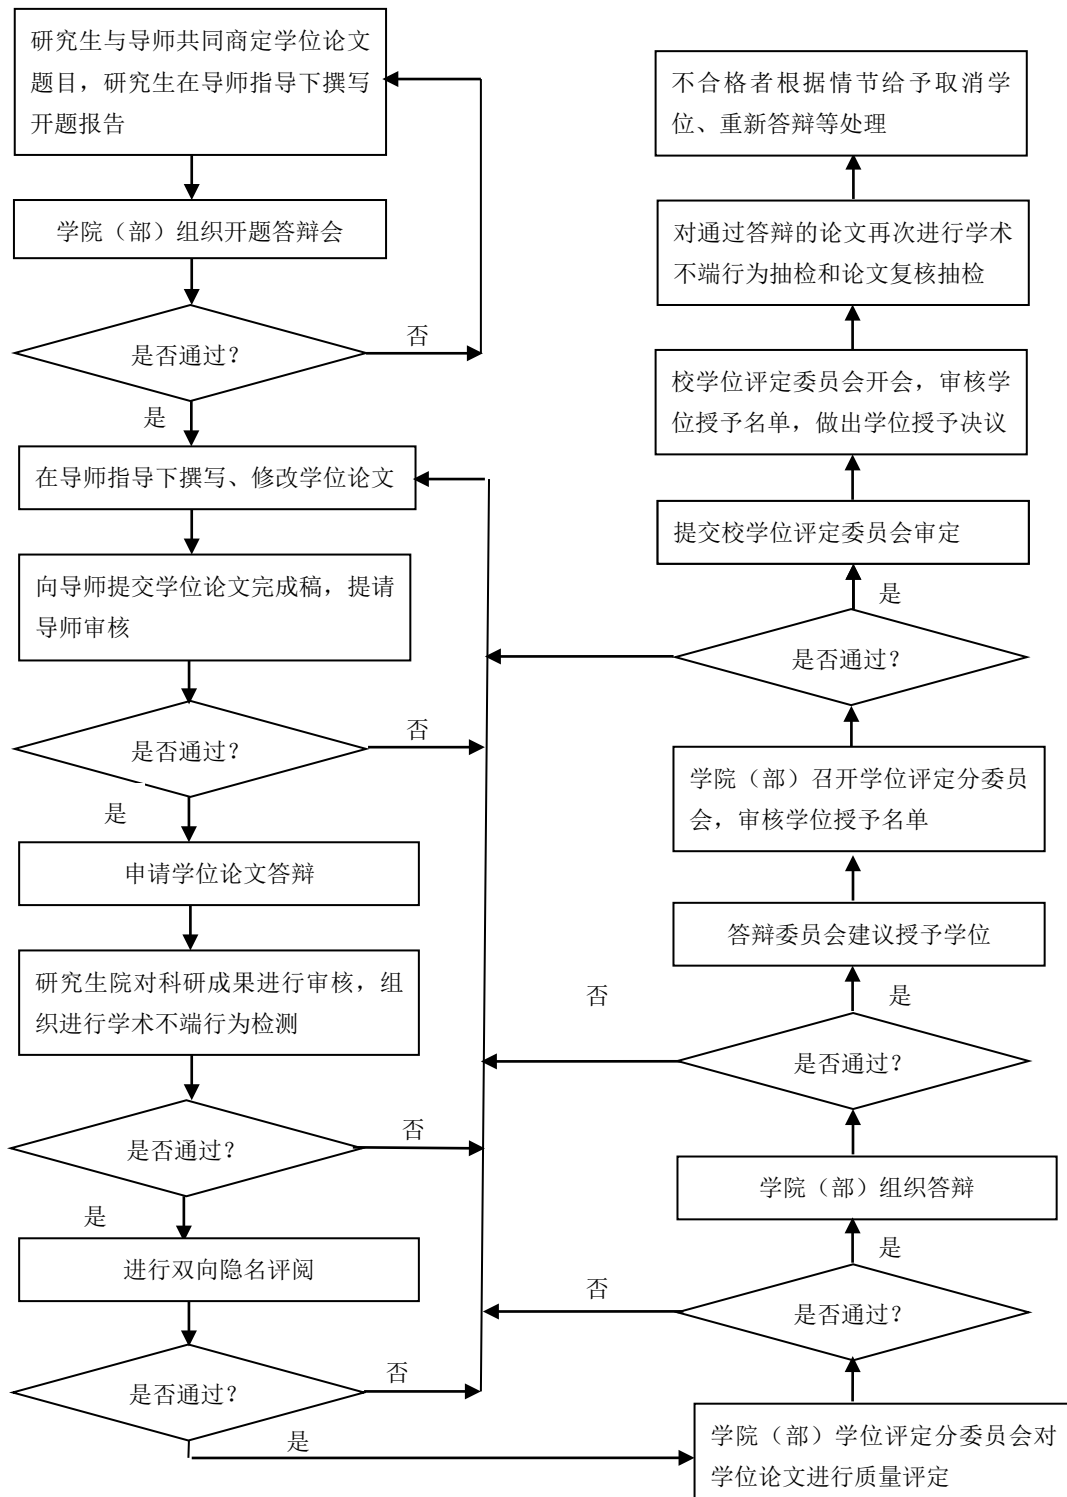 研究生与导师共同商定学位论文
题目，研究生在导师指导下撰写
开题报告
学院（部）组织开题答辩会
是否通过？
否
是
在导师指导下撰写、修改学位论文
向导师提交学位论文完成稿，提请
导师审核
是否通过？
否
是
申请学位论文答辩
研究生院对科研成果进行审核，组
织进行学术不端行为检测
是否通过？
否
是
进行双向隐名评阅
是否通过？
否
是
学院（部）学位评定分委员会对
学位论文进行质量评定
是否通过？
否
是
学院（部）组织答辩
是否通过？
否
是
答辩委员会建议授予学位
学院（部）召开学位评定分委员
会，审核学位授予名单
是否通过？
是
提交校学位评定委员会审定
校学位评定委员会开会，审核学
位授予名单，做出学位授予决议
对通过答辩的论文再次进行学术
不端行为抽检和论文复核抽检
不合格者根据情节给予取消学
位、重新答辩等处理